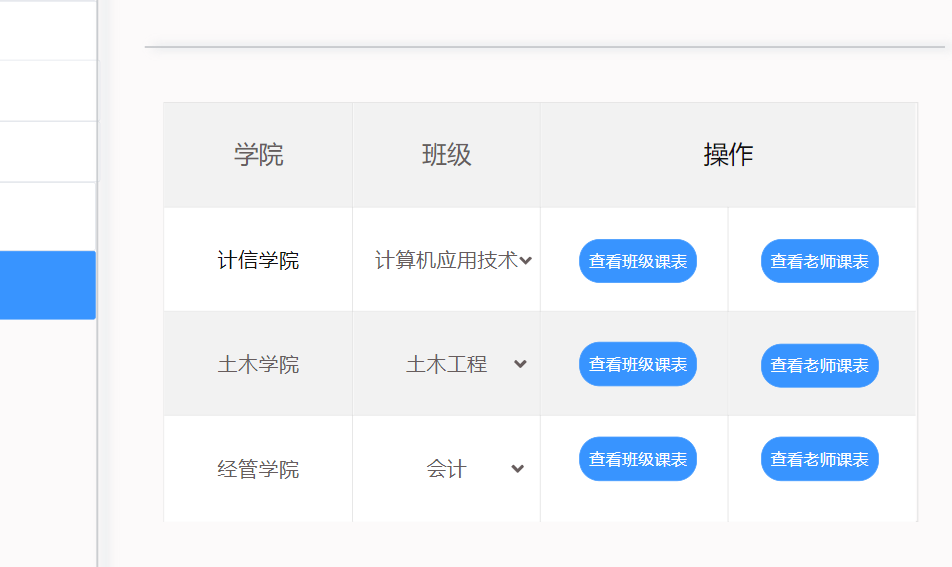 学院 班级 操作
计信学院 计算机应用技术 查看班级课表 查看老师课表
土木学院 土木工程 查看班级课表 查看老师课表
经管学院 会计 查看班级课表 查看老师课表